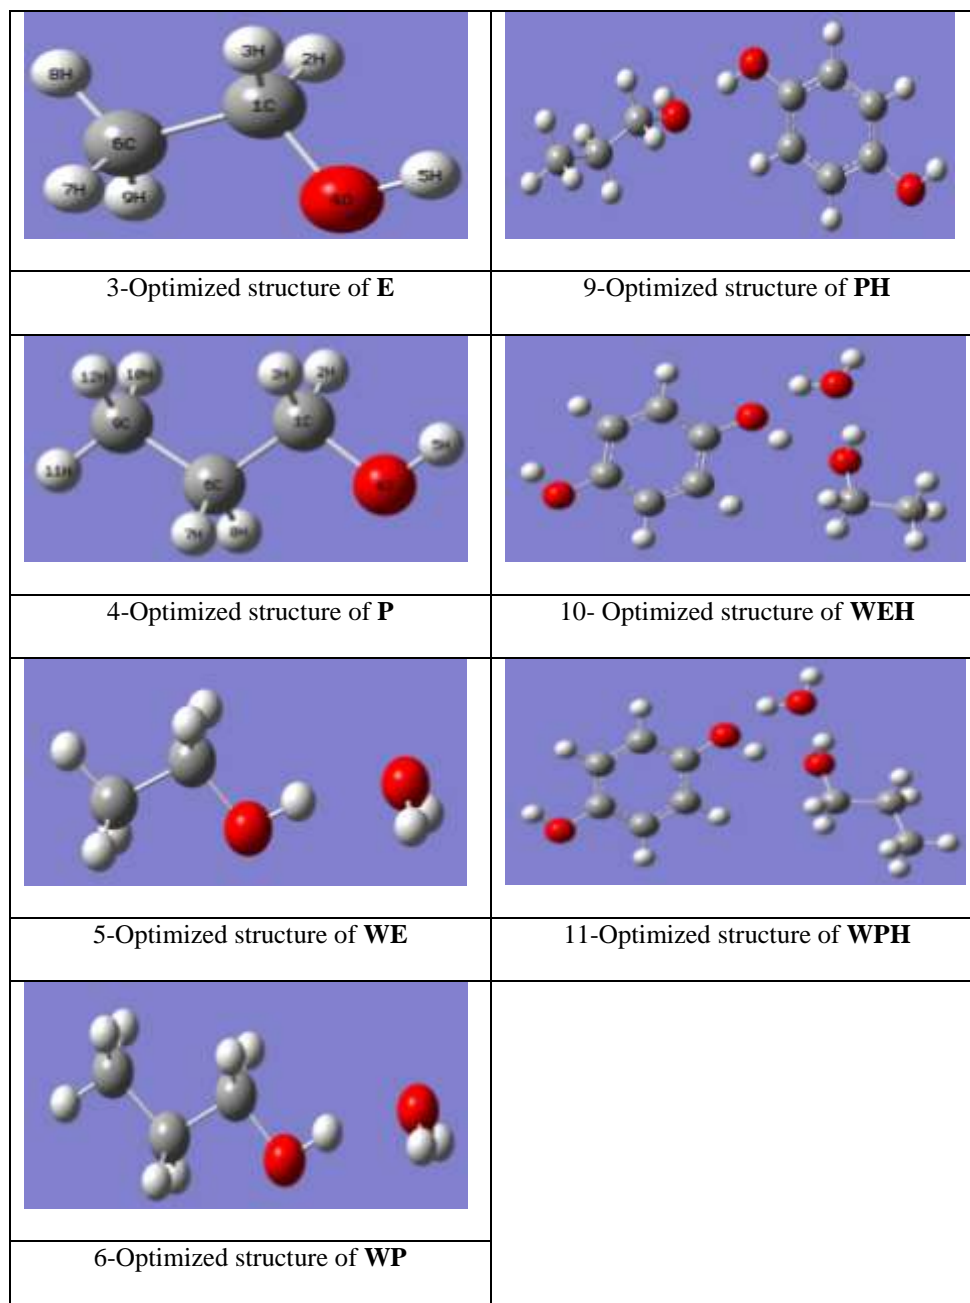 3H
2H
8H
1C
6C
5H
7H
9H
3-Optimized structure of E
9-Optimized structure of PH
12H
10H
3H
2H
9C
1C
5H
11H
6C
7H
8H
4-Optimized structure of P
10- Optimized structure of WEH
5-Optimized structure of WE
11-Optimized structure of WPH
6-Optimized structure of WP